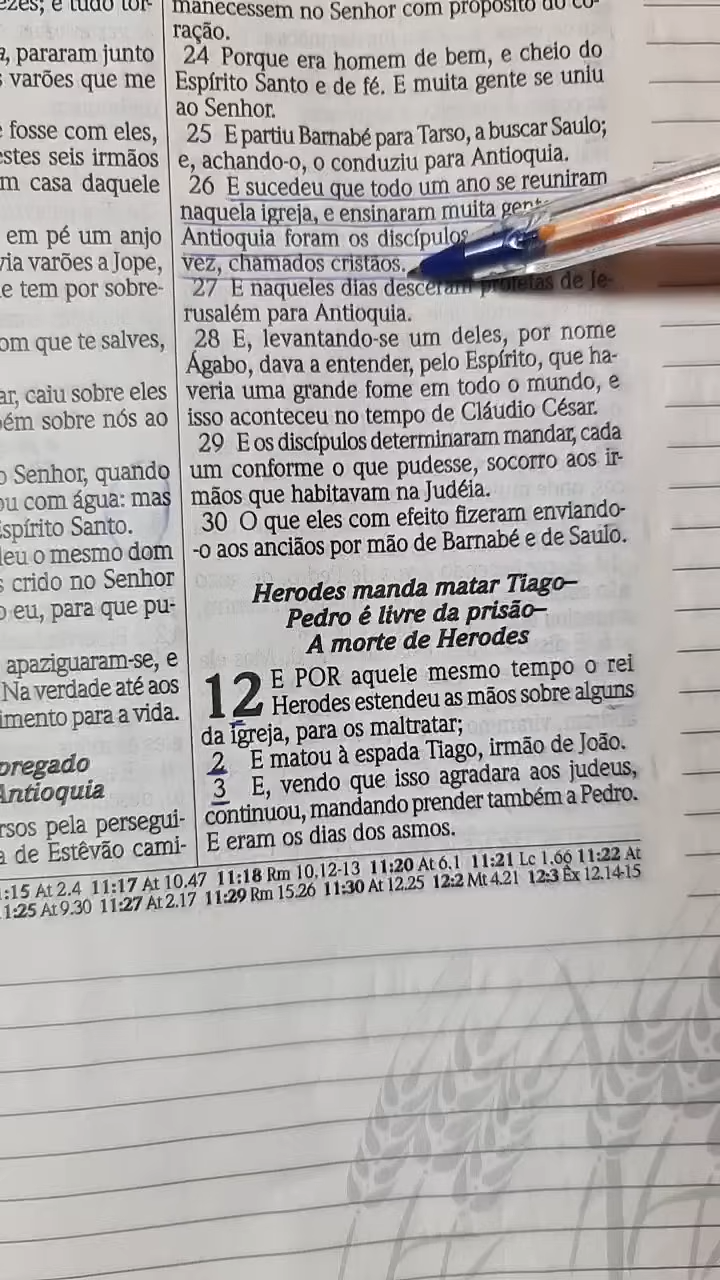 ezes; e tudo tor-
, pararam junto
s varões que me
e fosse com eles,
estes seis irmãos
m casa daquele
em pé um anjo
via varões a Jope,
e tem por sobre-
om que te salves,
ar, caiu sobre eles
bém sobre nós ao
o Senhor, quando
ou com água: mas
spírito Santo.
deu o mesmo dom
s crido no Senhor
o eu, para que pu-
apaziguaram-se, e
Na verdade até aos
imento para a vida.
pregado
Antioquia
rsos pela persegui-
a de Estêvão cami-
manecessem no Senhor com propósito do co-
ração.
24 Porque era homem de bem, e cheio do
Espírito Santo e de fé. E muita gente se uniu
ao Senhor.
25 E partiu Barnabé para Tarso, a buscar Saulo;
e, achando-o, o conduziu para Antioquia.
26 E sucedeu que todo um ano se reuniram
naquela igreja, e ensinaram muita gent
Antioquia foram os discípulos
vez, chamados cristãos.
27 E naqueles dias desceram profetas de Je-
rusalém para Antioquia.
28 E, levantando-se um deles, por nome
Ágabo, dava a entender, pelo Espírito, que ha-
veria uma grande fome em todo o mundo, e
isso aconteceu no tempo de Cláudio César.
29 E os discípulos determinaram mandar, cada
um conforme o que pudesse, socorro aos ir-
mãos que habitavam na Judéia.
30 O que eles com efeito fizeram enviando-
-o aos anciãos por mão de Barnabé e de Saulo.
Herodes manda matar Tiago–
Pedro é livre da prisão–
A morte de Herodes
12 E POR aquele mesmo tempo o rei
Herodes estendeu as mãos sobre alguns
da igreja, para os maltratar;
2 E matou à espada Tiago, irmão de João.
3 E, vendo que isso agradara aos judeus,
continuou, mandando prender também a Pedro.
E eram os dias dos asmos.
:15 At 2.4 11:17 At 10.47 11:18 Rm 10.12-13 11:20 At 6.1 11:21 Lc 1.66 11:22 At
11:25 At 9.30 11:27 At 2.17 11:29 Rm 15.26 11:30 At 12.25 12:2 Mt 4.21 12:3 Êx 12.14-15